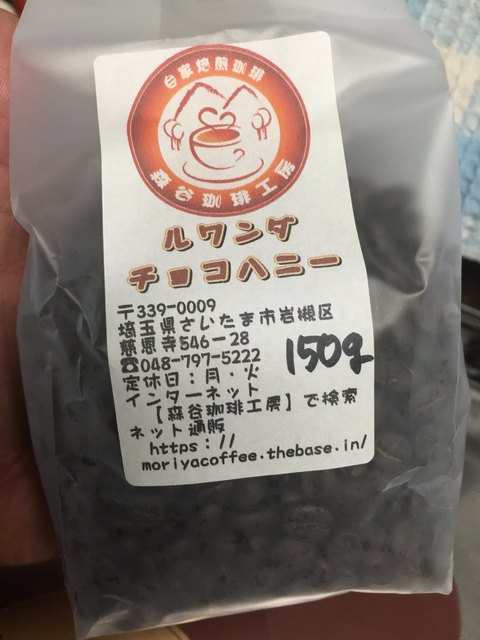 自家焙煎珈琲
森谷珈琲工房
ルワンダ
チョコハニー
〒339-0009
埼玉県さいたま市岩槻区
慈恩寺546-28
☎048-797-5222
定休日：月・火
インターネット
【森谷珈琲工房】で検索
ネット通販
https：//
moriyacoffee.thebase.in/
150g